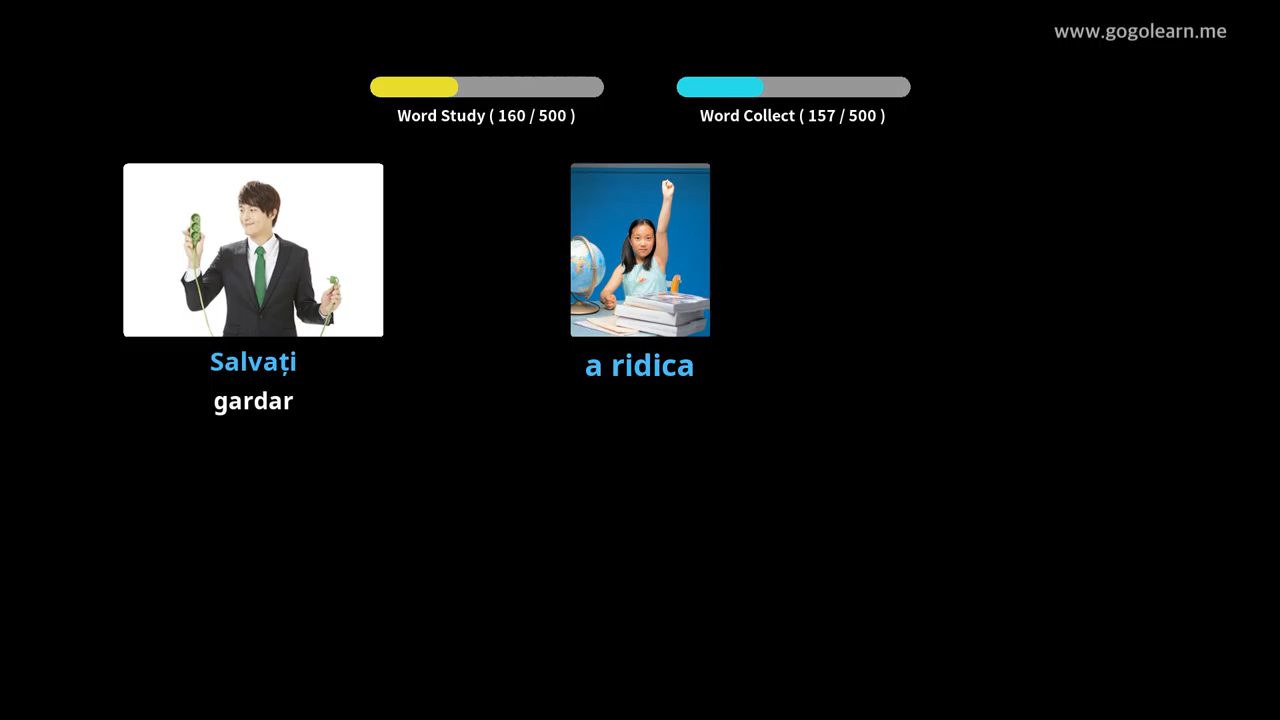 www.gogolearn.me
Word Study ( 160 / 500 )
Word Collect ( 157 / 500 )
Salvați
gardar
a ridica